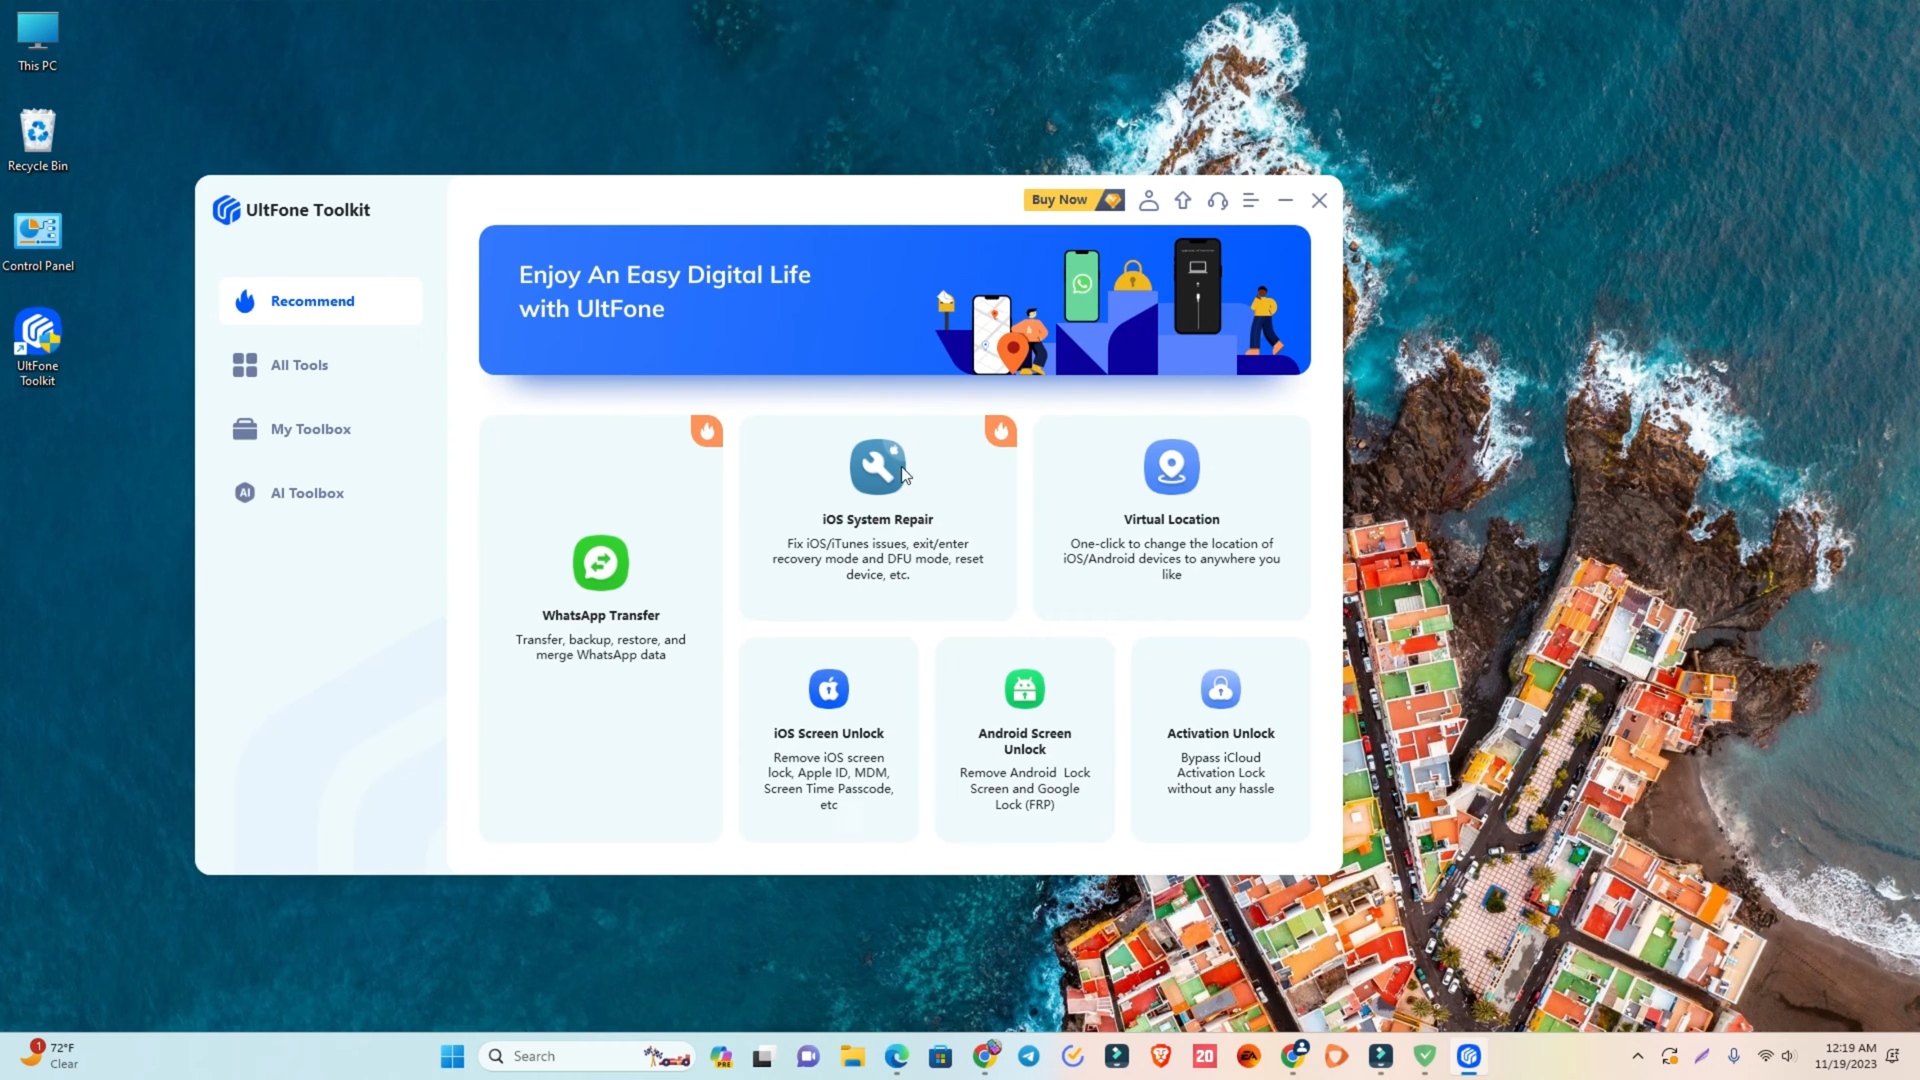 This PC
Recycle Bin
Control Panel
UltFone
Toolkit
UltFone Toolkit
Buy Now
Recommend
All Tools
My Toolbox
AI
AI Toolbox
Enjoy An Easy Digital Life
with UltFone
WhatsApp Transfer
Transfer, backup, restore, and
merge WhatsApp data
iOS System Repair
Fix iOS/iTunes issues, exit/enter
recovery mode and DFU mode, reset
device, etc.
Virtual Location
One-click to change the location of
iOS/Android devices to anywhere you
like
iOS Screen Unlock
Remove iOS screen
lock, Apple ID, MDM,
Screen Time Passcode,
etc
Android Screen
Unlock
Remove Android  Lock
Screen and Google
Lock (FRP)
Activation Unlock
Bypass iCloud
Activation Lock
without any hassle
1
72°F
Clear
Search
PRE
20
EA
12:19 AM
11/19/2023